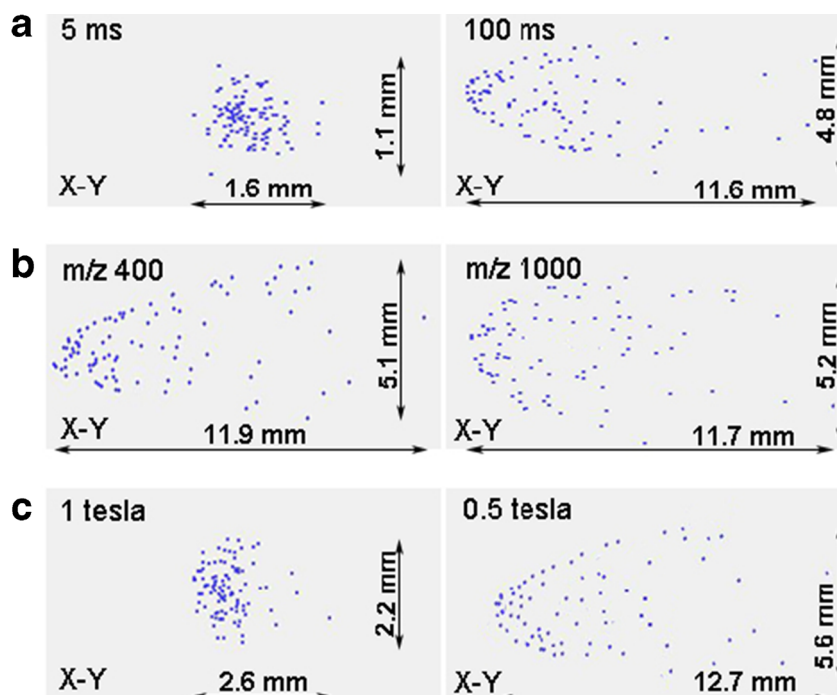 a
5 ms
1.1 mm
X-Y
1.6 mm
100 ms
4.8 mm
X-Y
11.6 mm
b
m/z 400
5.1 mm
X-Y
11.9 mm
m/z 1000
5.2 mm
X-Y
11.7 mm
c
1 tesla
2.2 mm
X-Y
2.6 mm
0.5 tesla
5.6 mm
X-Y
12.7 mm